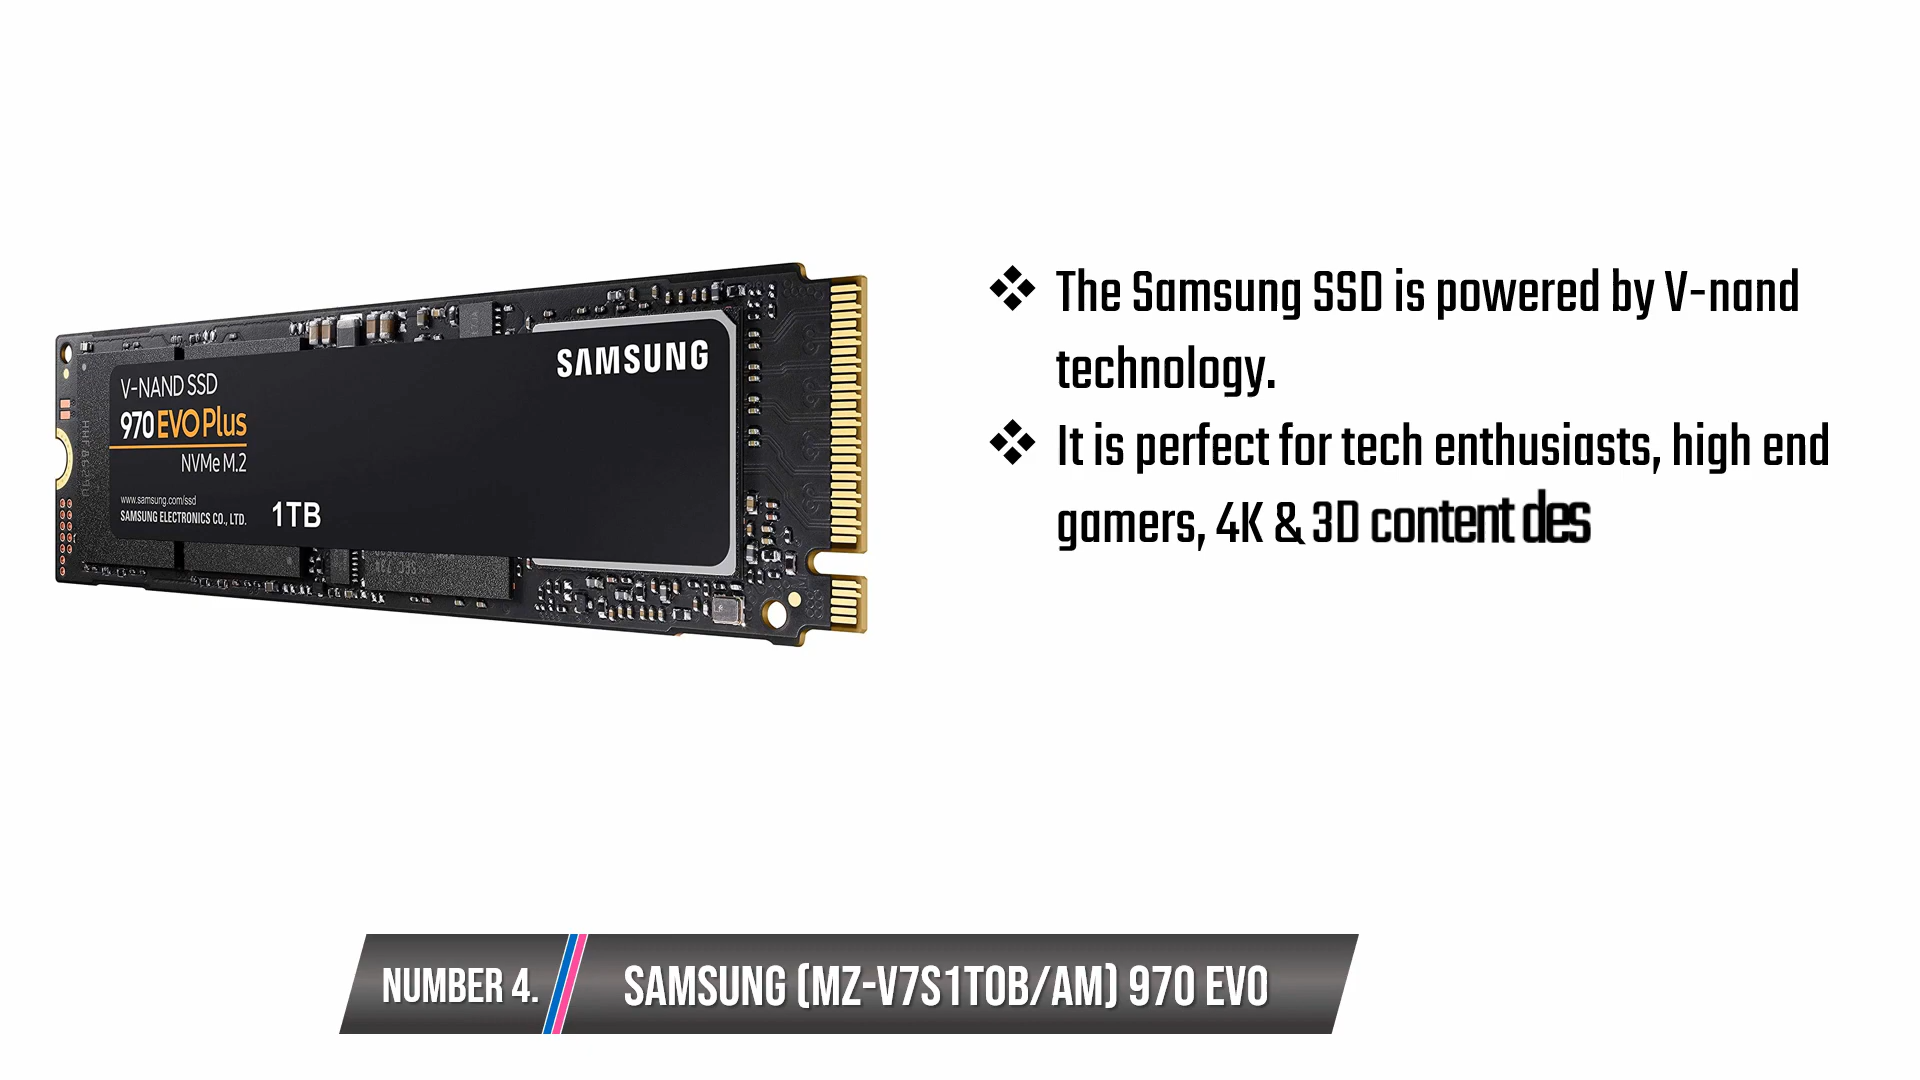 SAMSUNG
V-NAND SSD
970 EVO Plus
NVMe M.2
www.samsung.com/ssd
SAMSUNG ELECTRONICS CO., LTD.
1TB
❖ The Samsung SSD is powered by V-nand
technology.
❖ It is perfect for tech enthusiasts, high end
gamers, 4K & 3D content des
NUMBER 4.
SAMSUNG (MZ-V7S1T0B/AM) 970 EVO